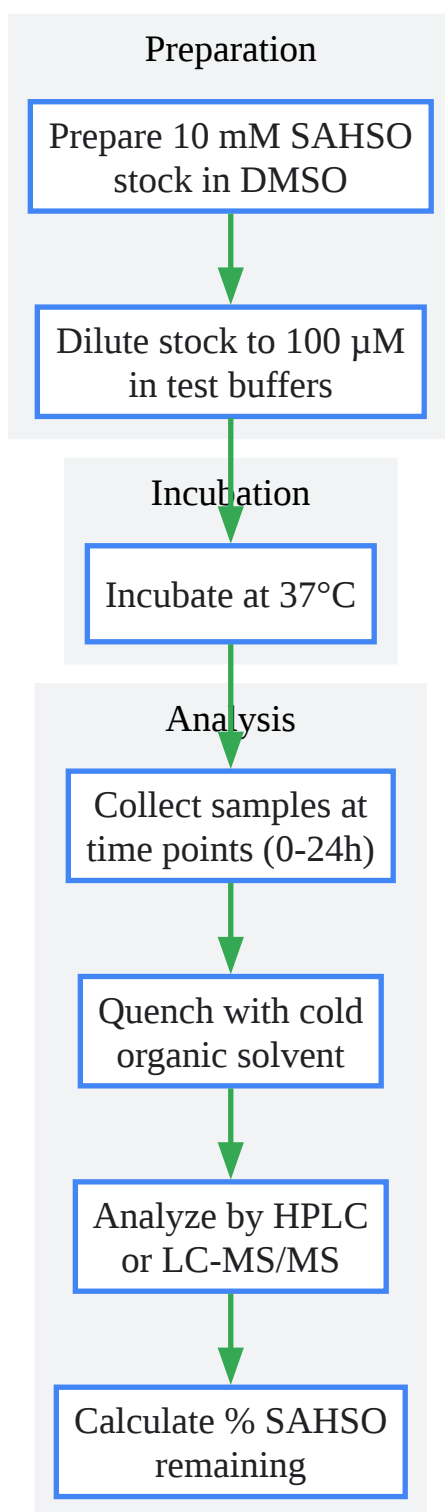 Preparation
Prepare 10 mM SAHSO
stock in DMSO
Dilute stock to 100 µM
in test buffers
Incubation
Incubate at 37°C
Analysis
Collect samples at
time points (0-24h)
Quench with cold
organic solvent
Analyze by HPLC
or LC-MS/MS
Calculate % SAHSO
remaining